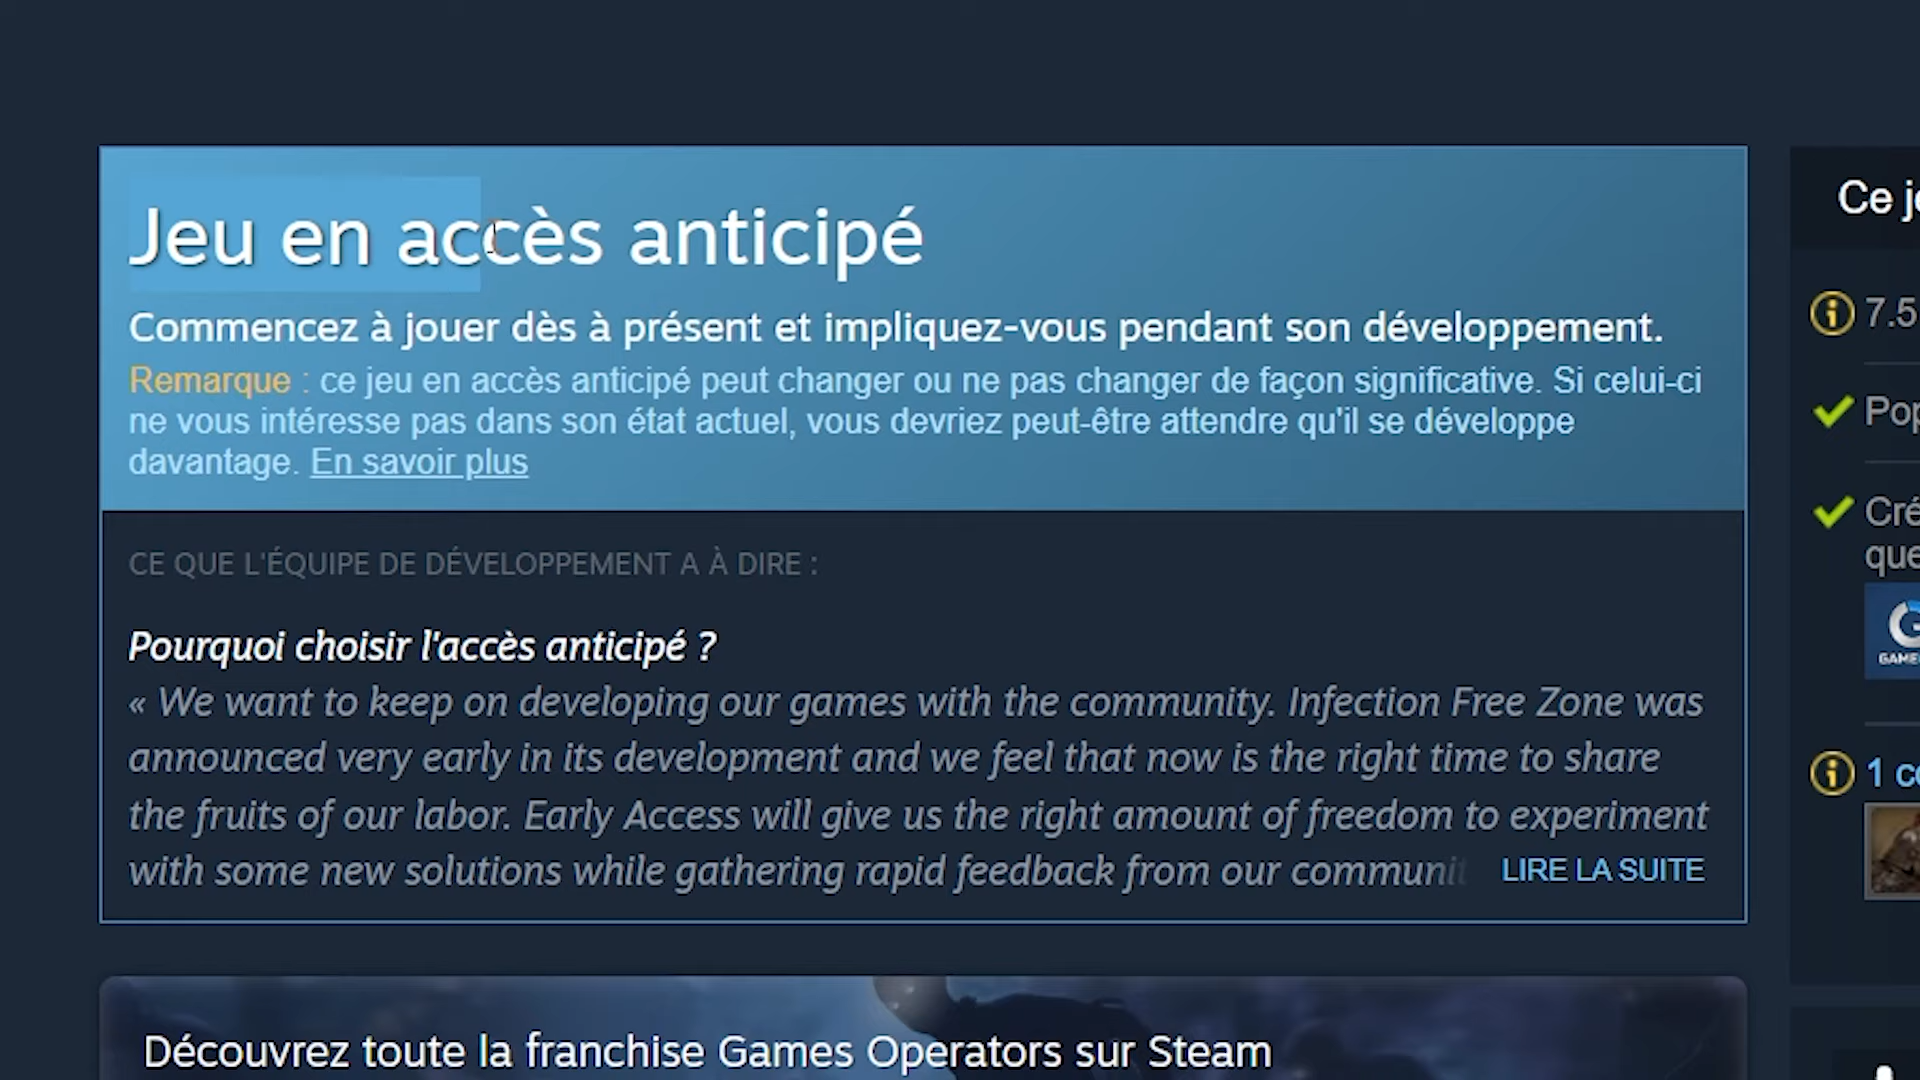 Jeu en accès anticipé
Commencez à jouer dès à présent et impliquez-vous pendant son développement.
Remarque : ce jeu en accès anticipé peut changer ou ne pas changer de façon significative. Si celui-ci
ne vous intéresse pas dans son état actuel, vous devriez peut-être attendre qu'il se développe
davantage. En savoir plus
CE QUE L'ÉQUIPE DE DÉVELOPPEMENT A À DIRE :
Pourquoi choisir l'accès anticipé ?
« We want to keep on developing our games with the community. Infection Free Zone was
announced very early in its development and we feel that now is the right time to share
the fruits of our labor. Early Access will give us the right amount of freedom to experiment
with some new solutions while gathering rapid feedback from our communit LIRE LA SUITE
Découvrez toute la franchise Games Operators sur Steam
Ce
7.5
1